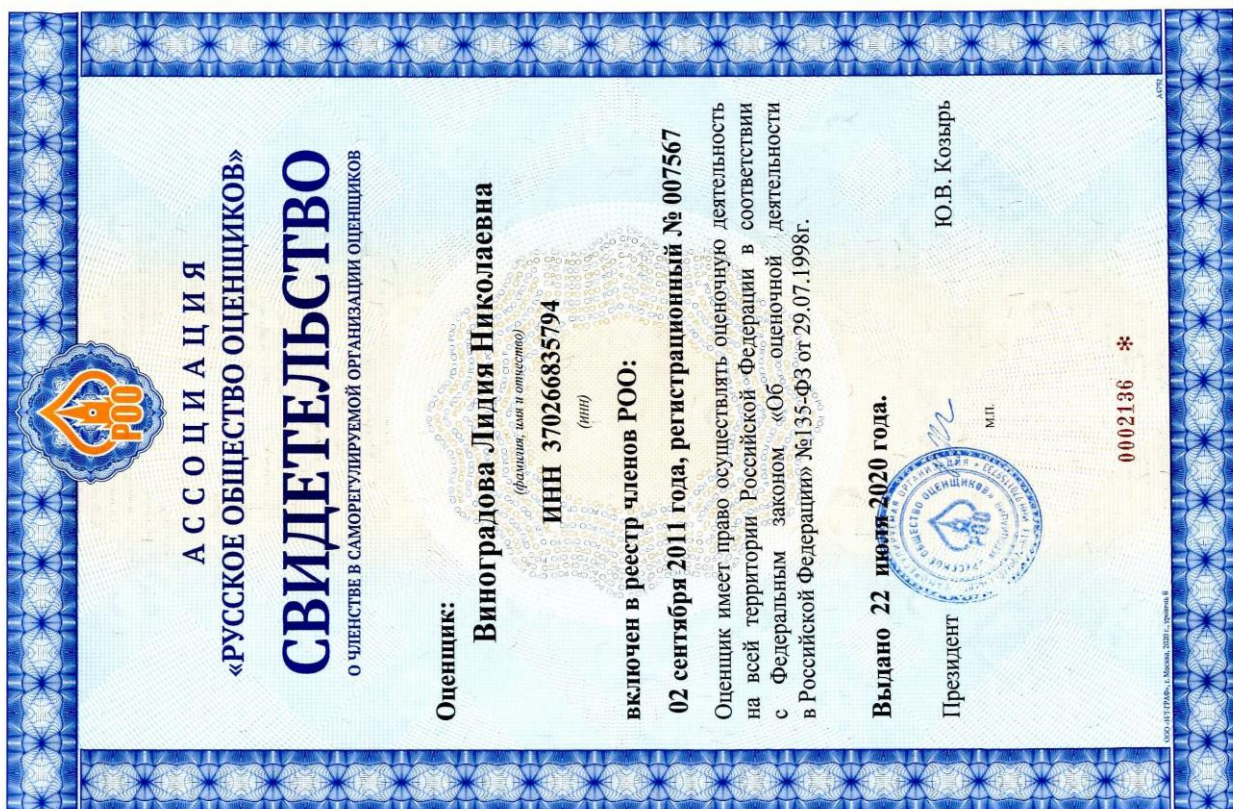 РОО
АССОЦИАЦИЯ
«РУССКОЕ ОБЩЕСТВО ОЦЕНЩИКОВ»
СВИДЕТЕЛЬСТВО
О ЧЛЕНСТВЕ В САМОРЕГУЛИРУЕМОЙ ОРГАНИЗАЦИИ ОЦЕНЩИКОВ
Оценщик:
Виноградова Лидия Николаевна
(фамилия, имя и отчество)
ИНН 370266835794
(инн)
включен в реестр членов РОО:
02 сентября 2011 года, регистрационный № 007567
Оценщик имеет право осуществлять оценочную деятельность
на всей территории Российской Федерации в соответствии
с Федеральным законом «Об оценочной деятельности
в Российской Федерации» №135-ФЗ от 29.07.1998г.
Выдано 22 июля 2020 года.
Президент
Ю.В. Козырь
М.П.
РОО
0002136 *